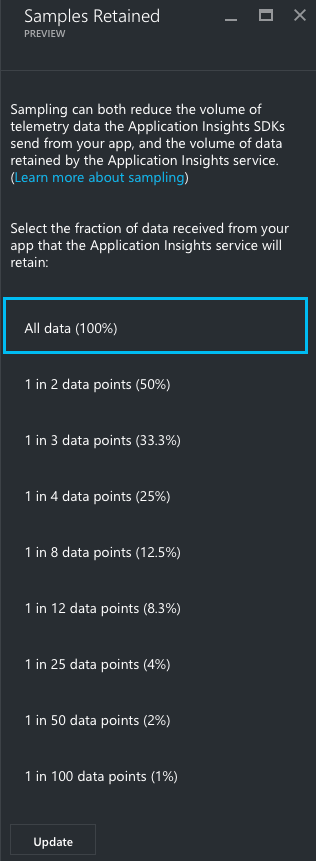 Samples Retained
PREVIEW
Sampling can both reduce the volume of
telemetry data the Application Insights SDKs
send from your app, and the volume of data
retained by the Application Insights service.
(Learn more about sampling)
Select the fraction of data received from your
app that the Application Insights service will
retain:
All data (100%)
1 in 2 data points (50%)
1 in 3 data points (33.3%)
1 in 4 data points (25%)
1 in 8 data points (12.5%)
1 in 12 data points (8.3%)
1 in 25 data points (4%)
1 in 50 data points (2%)
1 in 100 data points (1%)
Update